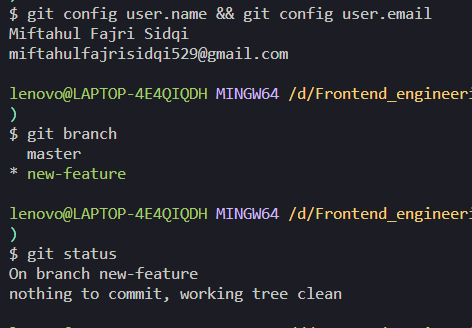 $ git config user.name && git config user.email
Miftahul Fajri Sidqi
miftahulfajrisidqi529@gmail.com
lenovo@LAPTOP-4E4QIQDH MINGW64 /d/Frontend_engineeri
)
$ git branch
master
* new-feature
lenovo@LAPTOP-4E4QIQDH MINGW64 /d/Frontend_engineeri
)
$ git status
On branch new-feature
nothing to commit, working tree clean